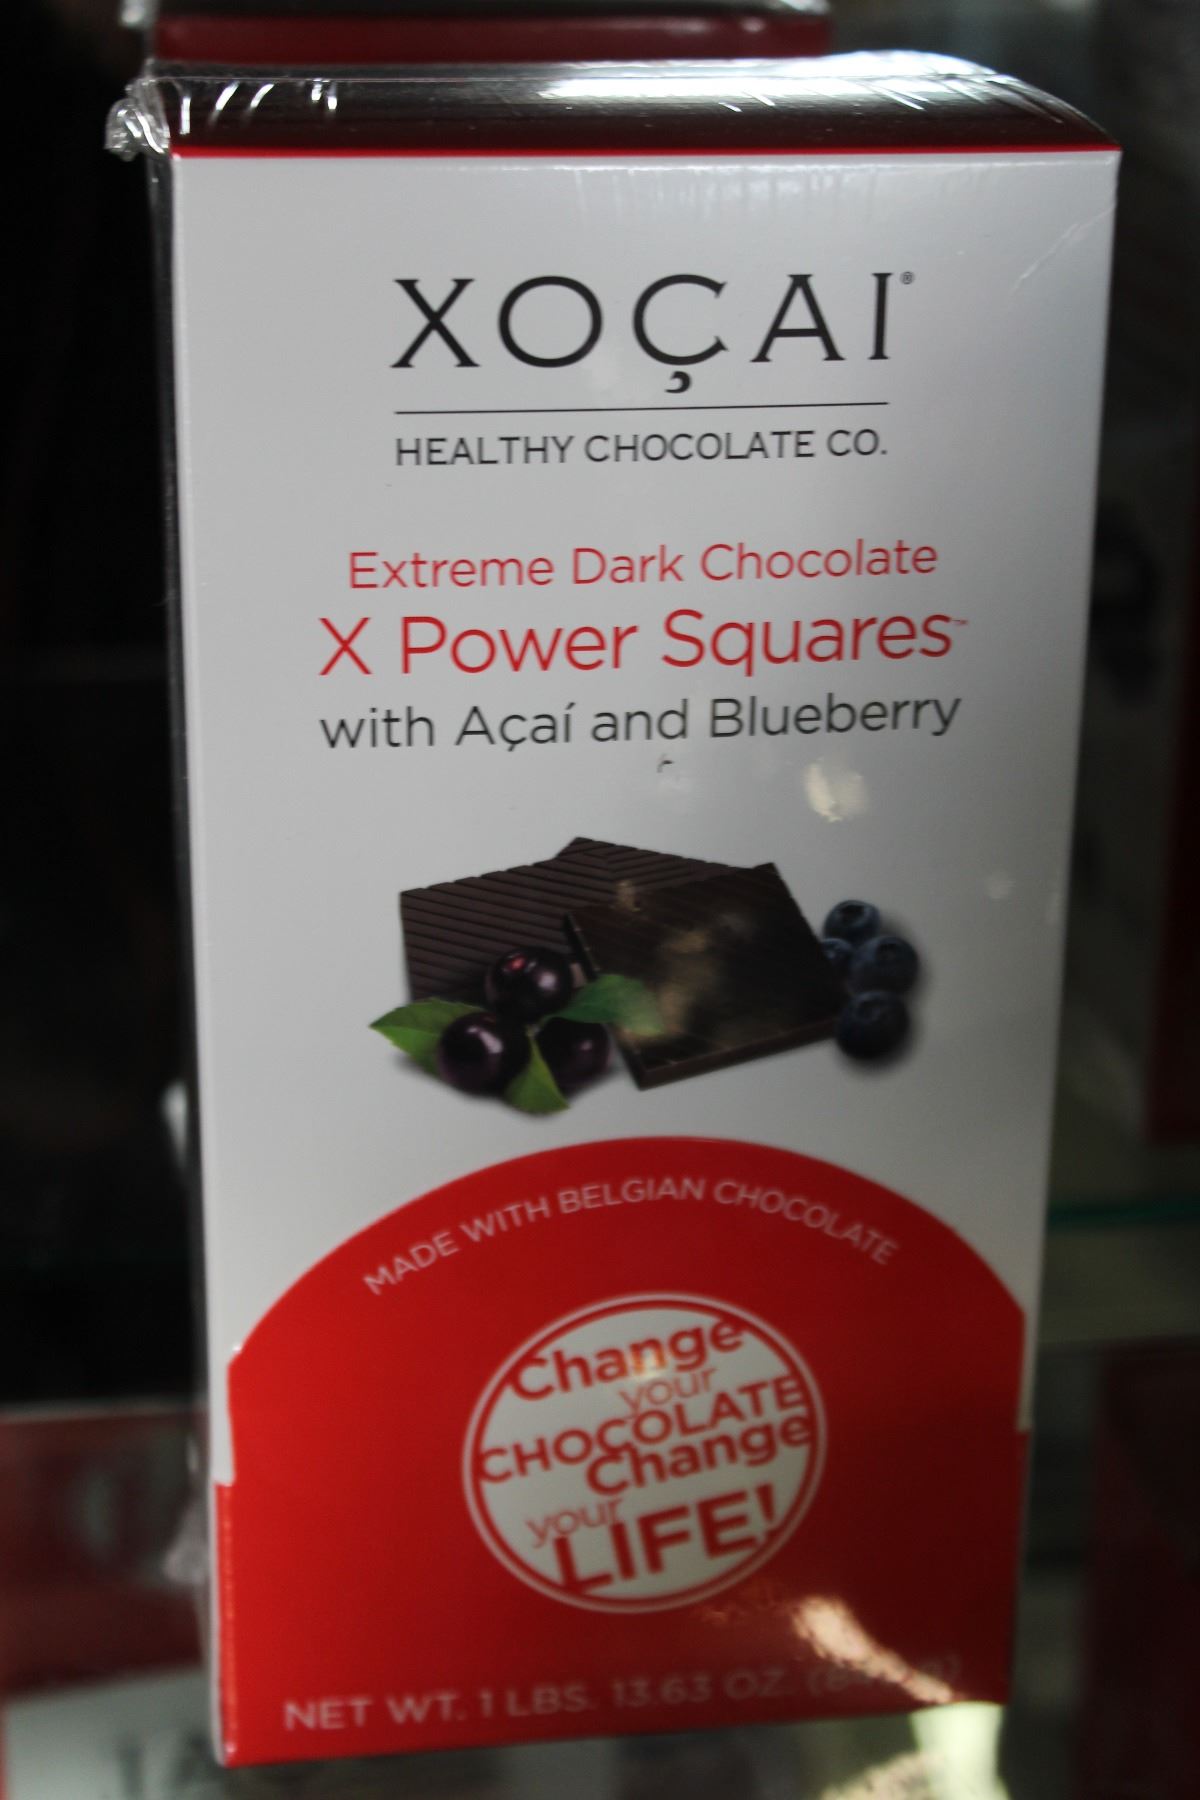 XOÇAI®
HEALTHY CHOCOLATE CO.
Extreme Dark Chocolate
X Power Squares™
with Açaí and Blueberry
MADE WITH BELGIAN CHOCOLATE
Change
your
CHOCOLATE
Change
your
LIFE!
NET WT. 1 LBS. 13.63 OZ.